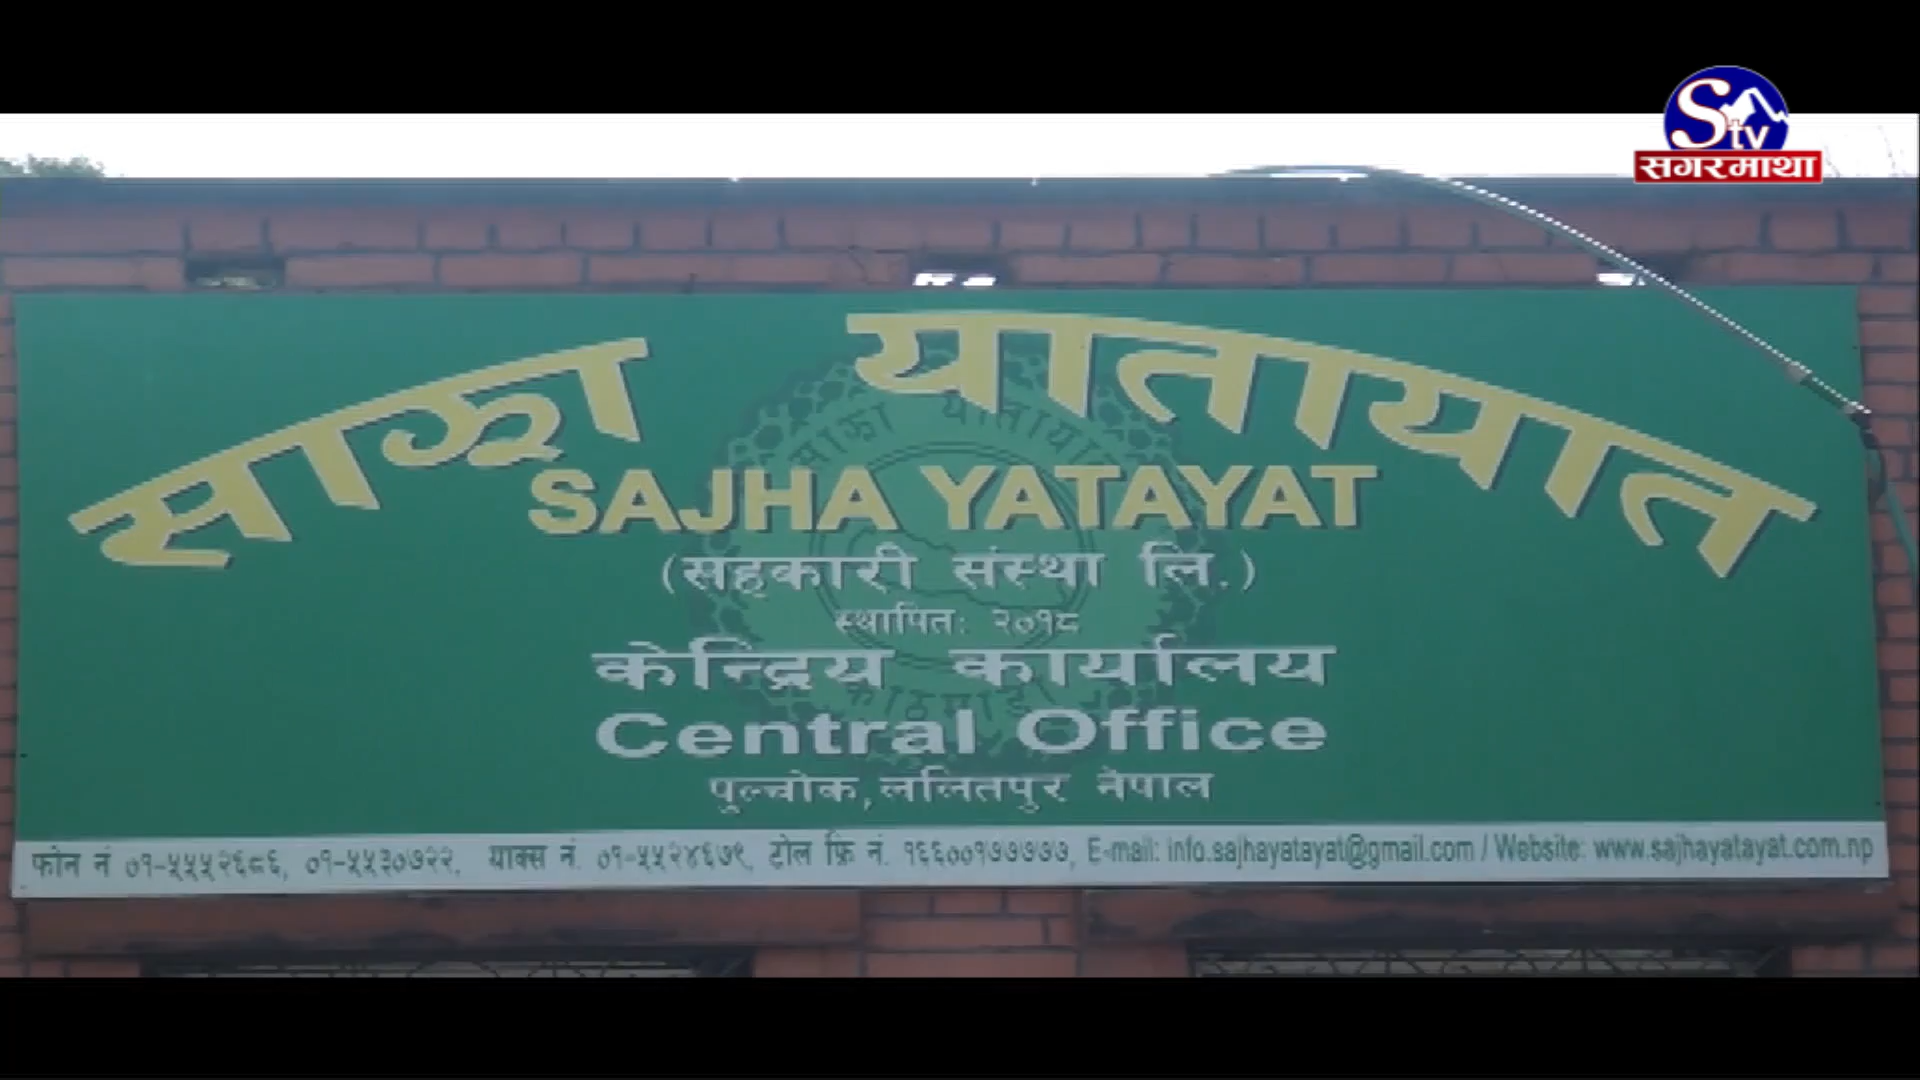 Stv
सगरमाथा
साझा यातायात
SAJHA YATAYAT
(सहकारी संस्था लि.)
स्थापित: २०१८
केन्द्रिय कार्यालय
Central Office
पुल्चोक, ललितपुर नेपाल
फोन नं ०१-५५५२६८६, ०१-५५३०७२२, य्राक्स नं. ०१-५५२४६७९, टोल फ्रि नं. १६६००१७७७७७, E-mail: info.sajhayatayat@gmail.com / Website: www.sajhayatayat.com.np
साझा यातायात